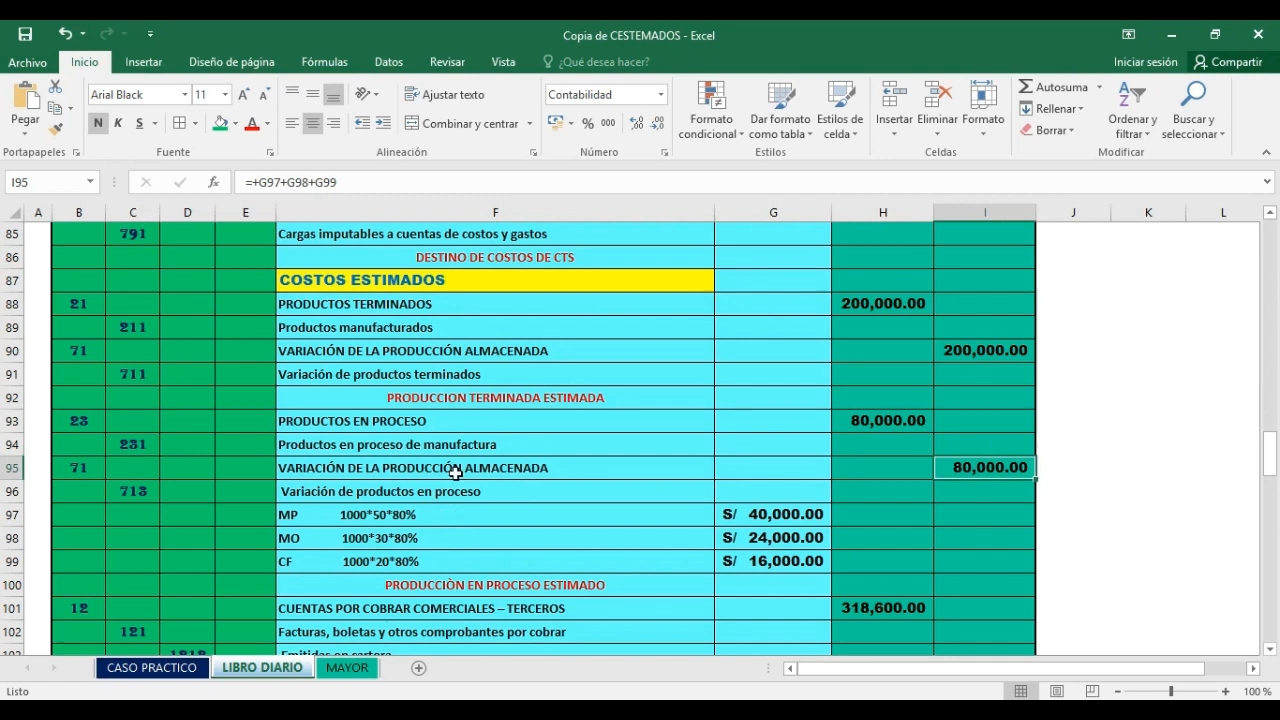 Copia de CESTEMADOS - Excel
Archivo Inicio Insertar Diseño de página Fórmulas Datos Revisar Vista ¿Qué desea hacer? Iniciar sesión Compartir
Pegar Arial Black 11 Ajustar texto Contabilidad Formato condicional Dar formato como tabla Estilos de celda Insertar Eliminar Formato Autosuma Ordenar y filtrar Buscar y seleccionar
N K S A Combinar y centrar % 000 Rellenar
Borrar
Portapapeles Fuente Alineación Número Estilos Celdas Modificar
I95 fx =+G97+G98+G99
A B C D E F G H I J K L
85 791 Cargas imputables a cuentas de costos y gastos
86 DESTINO DE COSTOS DE CTS
87 COSTOS ESTIMADOS
88 21 PRODUCTOS TERMINADOS 200,000.00
89 211 Productos manufacturados
90 71 VARIACIÓN DE LA PRODUCCIÓN ALMACENADA 200,000.00
91 711 Variación de productos terminados
92 PRODUCCION TERMINADA ESTIMADA
93 23 PRODUCTOS EN PROCESO 80,000.00
94 231 Productos en proceso de manufactura
95 71 VARIACIÓN DE LA PRODUCCIÓN ALMACENADA 80,000.00
96 713 Variación de productos en proceso
97 MP 1000*50*80% S/ 40,000.00
98 MO 1000*30*80% S/ 24,000.00
99 CF 1000*20*80% S/ 16,000.00
100 PRODUCCIÒN EN PROCESO ESTIMADO
101 12 CUENTAS POR COBRAR COMERCIALES – TERCEROS 318,600.00
102 121 Facturas, boletas y otros comprobantes por cobrar
CASO PRACTICO LIBRO DIARIO MAYOR
Listo 100 %